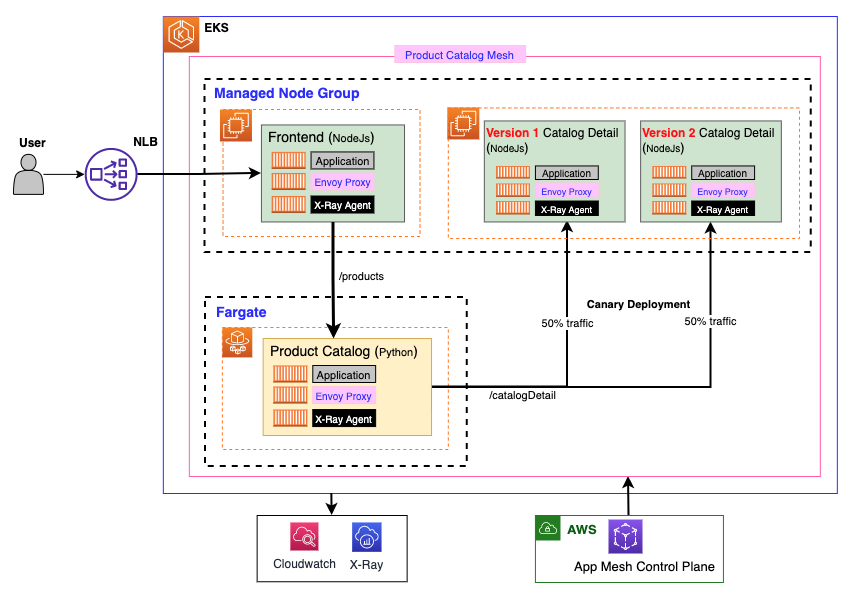 EKS
Product Catalog Mesh
Managed Node Group
User
NLB
Frontend (NodeJs)
Application
Envoy Proxy
X-Ray Agent
Version 1 Catalog Detail
(NodeJs)
Application
Envoy Proxy
X-Ray Agent
Version 2 Catalog Detail
(NodeJs)
Application
Envoy Proxy
X-Ray Agent
/products
Canary Deployment
50% traffic
50% traffic
Fargate
Product Catalog (Python)
Application
Envoy Proxy
X-Ray Agent
/catalogDetail
Cloudwatch
X-Ray
AWS
App Mesh Control Plane